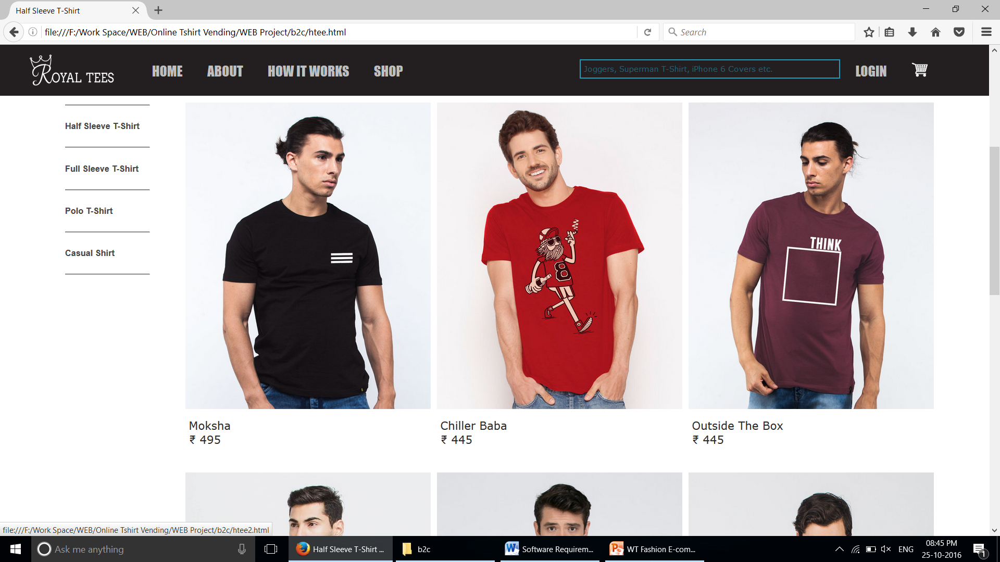 Half Sleeve T-Shirt
file:///F:/Work Space/WEB/Online Tshirt Vending/WEB Project/b2c/htee.html
Search
ROYAL TEES
HOME
ABOUT
HOW IT WORKS
SHOP
Joggers, Superman T-Shirt, iPhone 6 Covers etc.
LOGIN
Half Sleeve T-Shirt
Full Sleeve T-Shirt
Polo T-Shirt
Casual Shirt
8
THINK
Moksha
₹ 495
Chiller Baba
₹ 445
Outside The Box
₹ 445
file:///F:/Work Space/WEB/Online Tshirt Vending/WEB Project/b2c/htee2.html
Ask me anything
Half Sleeve T-Shirt ...
b2c
Software Requirem...
WT Fashion E-com...
ENG
08:45 PM
25-10-2016
1